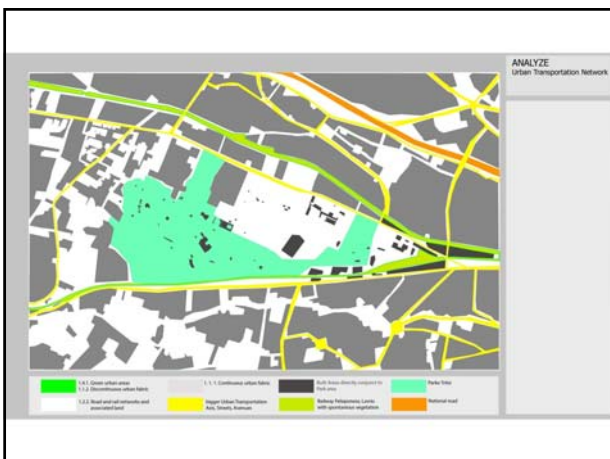 ANALYZE
Urban Transportation Network
1.4.1. Green urban areas
1.1.2. Discontinuous urban fabric
1. 1. 1. Continuous urban fabric
Built Areas directly conjunct to
Park area
Parko Tritsi
1.2.2. Road and rail networks and
associated land
Urban Transportation
Axis, Streets, Avenues
Railway Peloponnese,
with spontaneous vegetation
National road